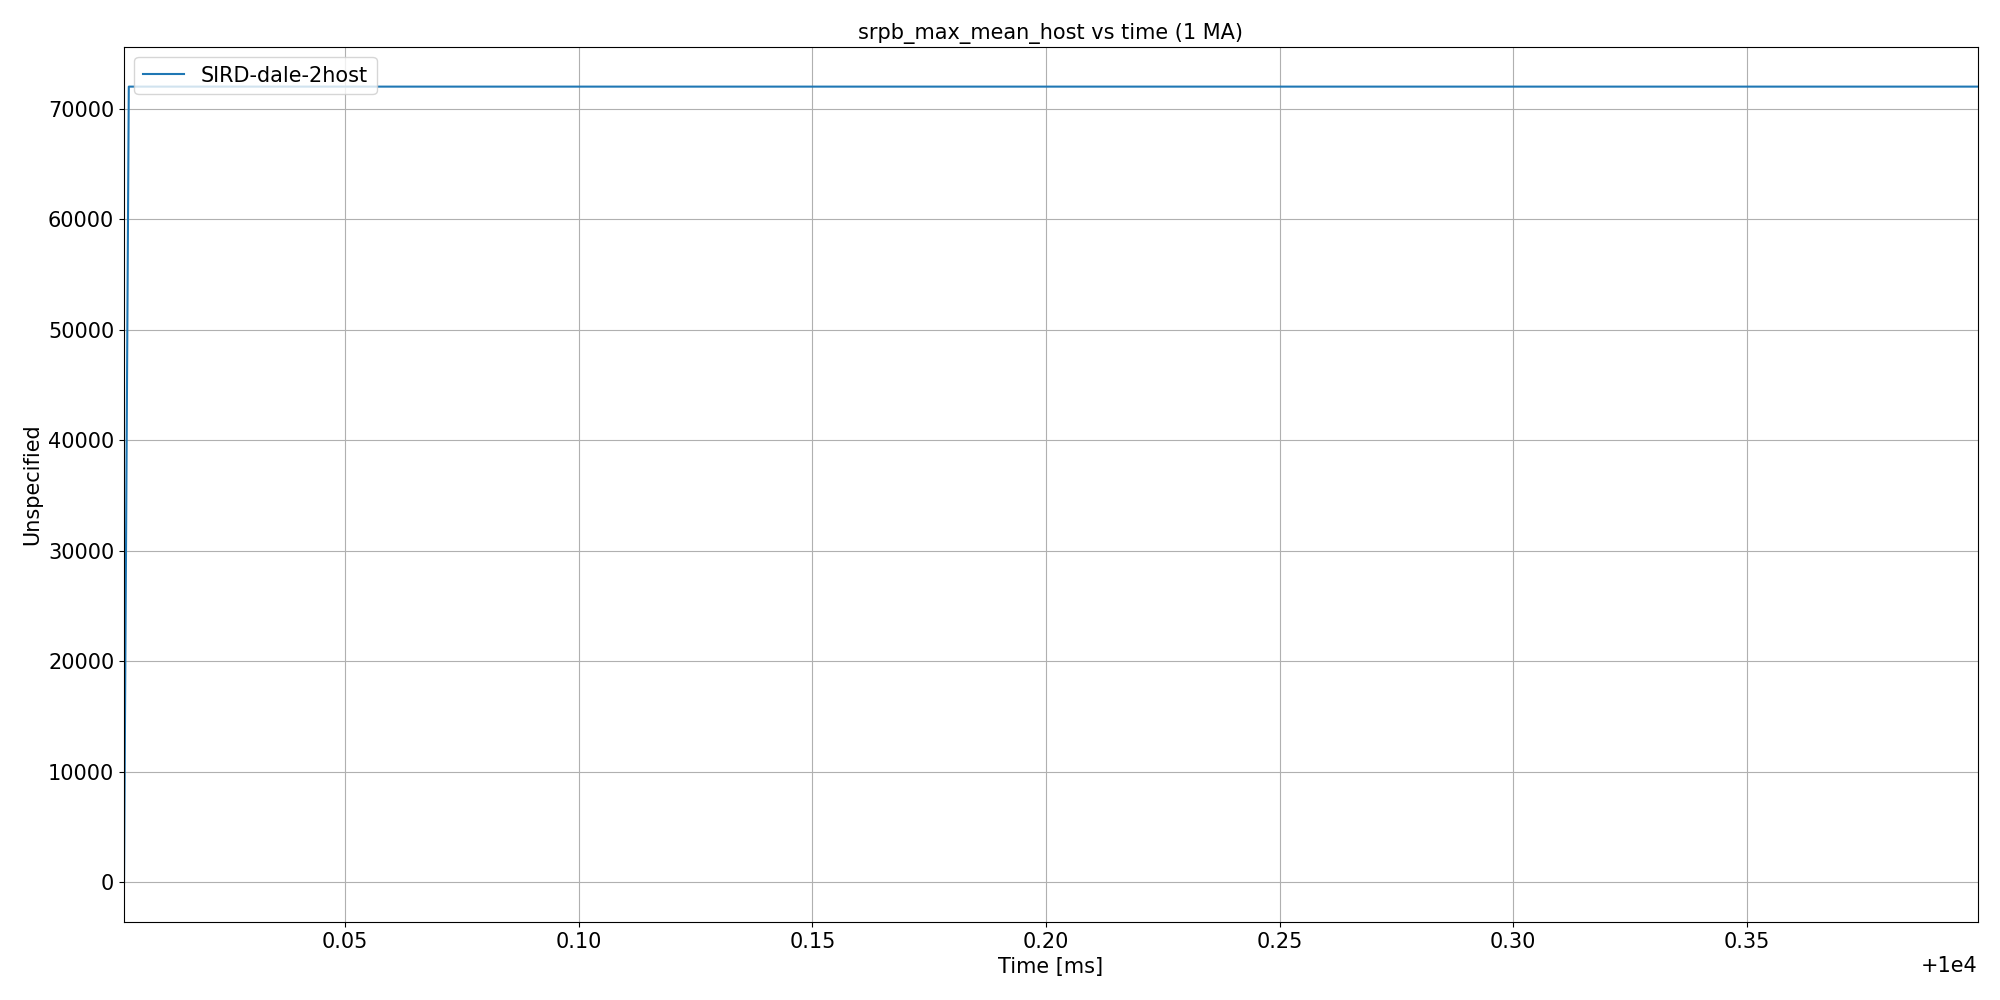 srpb_max_mean_host vs time (1 MA)
SIRD-dale-2host
70000
60000
50000
40000
30000
20000
10000
0
Unspecified
0.05 0.10 0.15 0.20 0.25 0.30 0.35
Time [ms]
+1e4